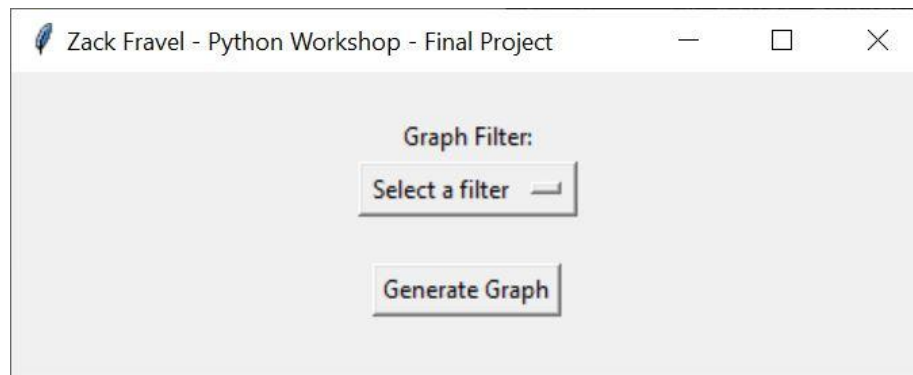 Zack Fravel - Python Workshop - Final Project
Graph Filter:
Select a filter
Generate Graph